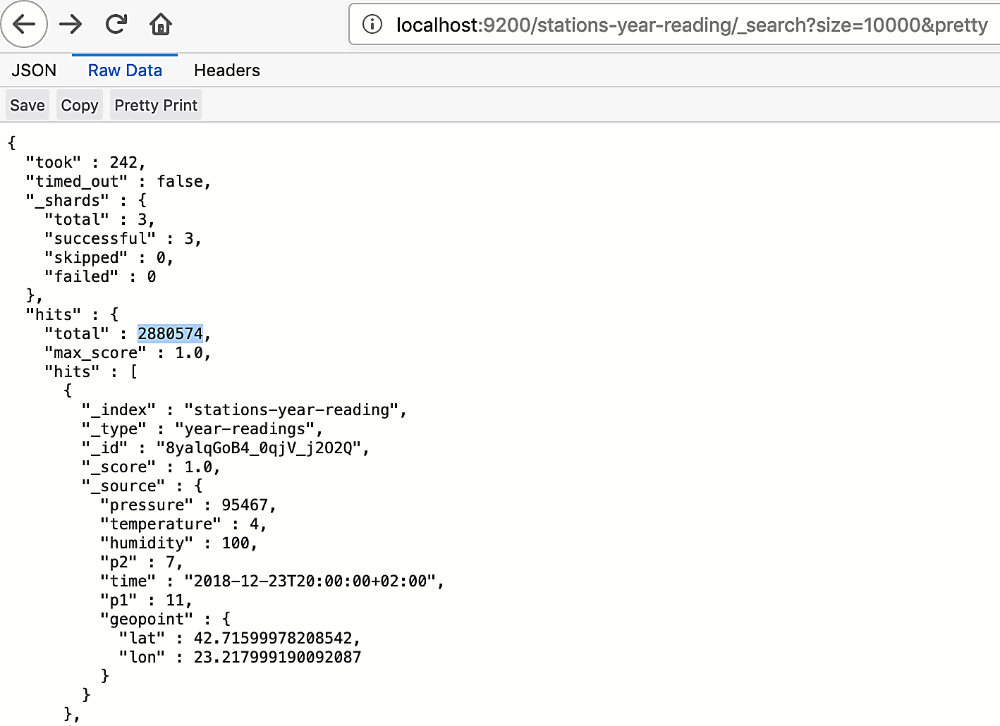 localhost:9200/stations-year-reading/_search?size=10000&pretty
JSON Raw Data Headers
Save Copy Pretty Print
{
  "took" : 242,
  "timed_out" : false,
  "_shards" : {
    "total" : 3,
    "successful" : 3,
    "skipped" : 0,
    "failed" : 0
  },
  "hits" : {
    "total" : 2880574,
    "max_score" : 1.0,
    "hits" : [
      {
        "_index" : "stations-year-reading",
        "_type" : "year-readings",
        "_id" : "8yalqGoB4_0qjV_j2O2Q",
        "_score" : 1.0,
        "_source" : {
          "pressure" : 95467,
          "temperature" : 4,
          "humidity" : 100,
          "p2" : 7,
          "time" : "2018-12-23T20:00:00+02:00",
          "p1" : 11,
          "geopoint" : {
            "lat" : 42.71599978208542,
            "lon" : 23.217999190092087
          }
        }
      },